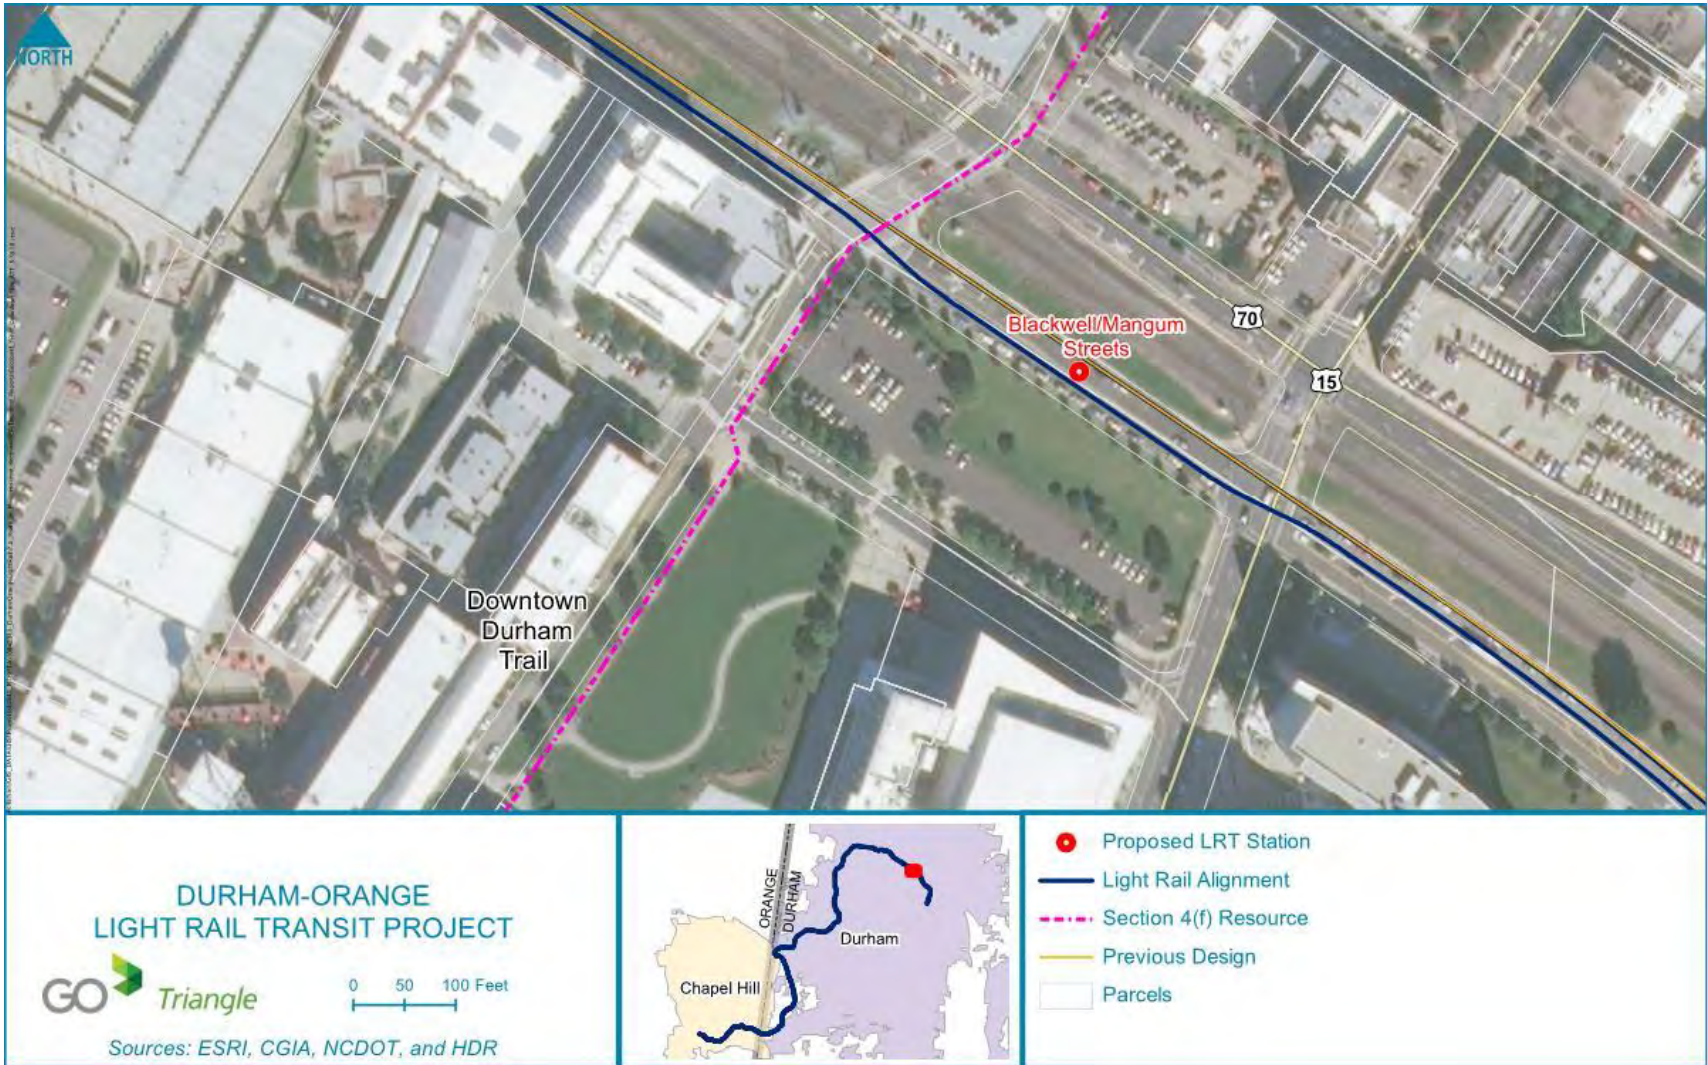 NORTH
Blackwell/Mangum
Streets
70
15
Downtown
Durham
Trail
DURHAM-ORANGE
LIGHT RAIL TRANSIT PROJECT
GO Triangle
0 50 100 Feet
Sources: ESRI, CGIA, NCDOT, and HDR
ORANGE
DURHAM
Durham
Chapel Hill
Proposed LRT Station
Light Rail Alignment
Section 4(f) Resource
Previous Design
Parcels